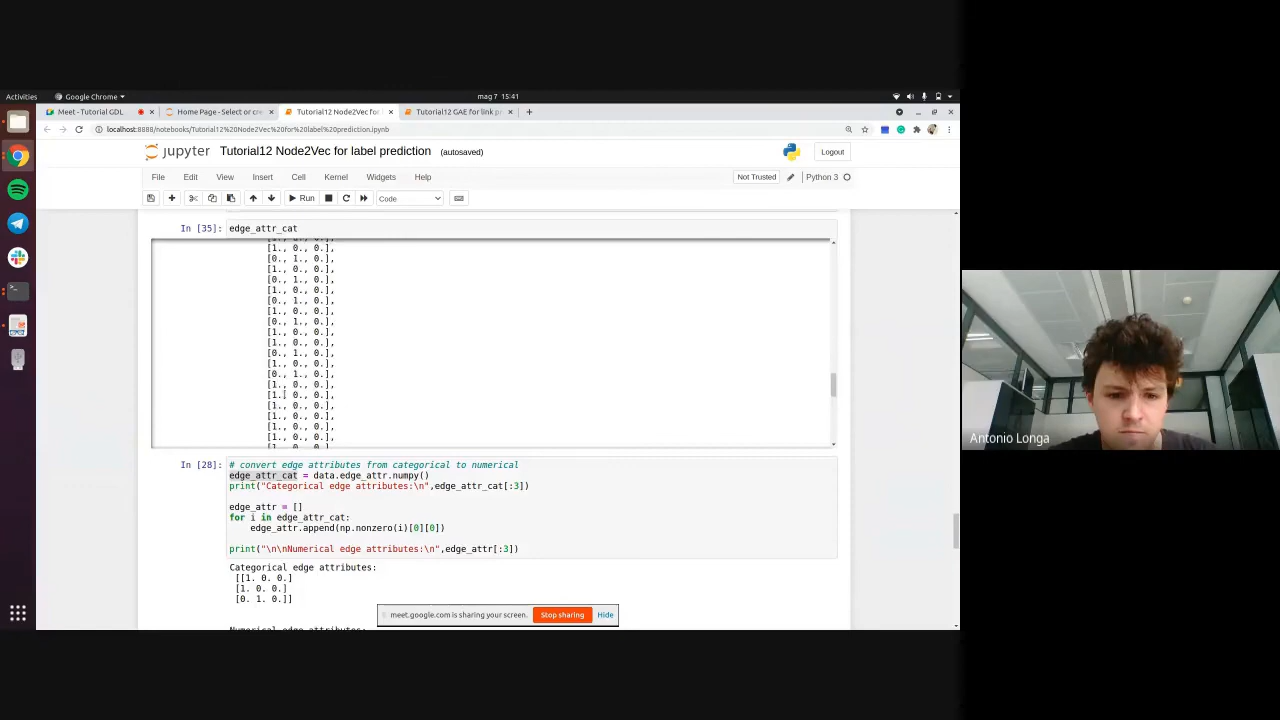 Activities
Google Chrome
mag 7 15:41
Meet - Tutorial GDL
Home Page - Select or cre
Tutorial12 Node2Vec for l
Tutorial12 GAE for link p
localhost:8888/notebooks/Tutorial12%20Node2Vec%20for%20label%20prediction.ipynb
jupyter
Tutorial12 Node2Vec for label prediction
(autosaved)
Logout
File
Edit
View
Insert
Cell
Kernel
Widgets
Help
Not Trusted
Python 3
Run
Code
In [35]:
edge_attr_cat
[1., 0., 0.],
[0., 1., 0.],
[1., 0., 0.],
[0., 1., 0.],
[1., 0., 0.],
[0., 1., 0.],
[1., 0., 0.],
[0., 1., 0.],
[1., 0., 0.],
[1., 0., 0.],
[0., 1., 0.],
[1., 0., 0.],
[0., 1., 0.],
[1., 0., 0.],
[1., 0., 0.],
[1., 0., 0.],
[1., 0., 0.],
[1., 0., 0.],
[1., 0., 0.],
In [28]:
# convert edge attributes from categorical to numerical
edge_attr_cat = data.edge_attr.numpy()
print("Categorical edge attributes:\n",edge_attr_cat[:3])
edge_attr = []
for i in edge_attr_cat:
edge_attr.append(np.nonzero(i)[0][0])
print("\n\nNumerical edge attributes:\n",edge_attr[:3])
Categorical edge attributes:
[[1. 0. 0.]
[1. 0. 0.]
[0. 1. 0.]]
meet.google.com is sharing your screen.
Stop sharing
Hide
Antonio Longa